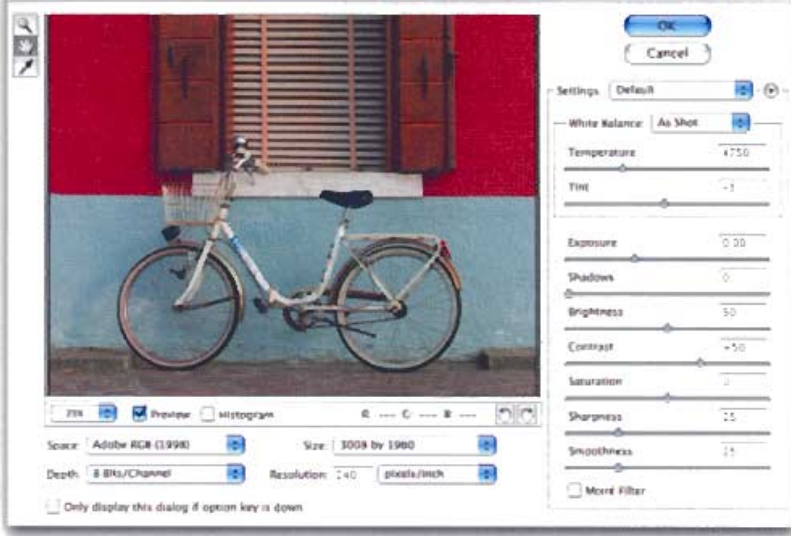 OK
Cancel
Settings: Default
White Balance: As Shot
Temperature 4750
Tint
Exposure 0.00
Shadows 0
Brightness 50
Contrast +50
Saturation 0
Sharpness 25
Smoothness 25
Moiré Filter
Preview Histogram R: --- G: --- B: ---
Space: Adobe RGB (1998) Size: 3008 by 1960
Depth: 8 Bits/Channel Resolution: 240 pixels/inch
Only display this dialog if option key is down